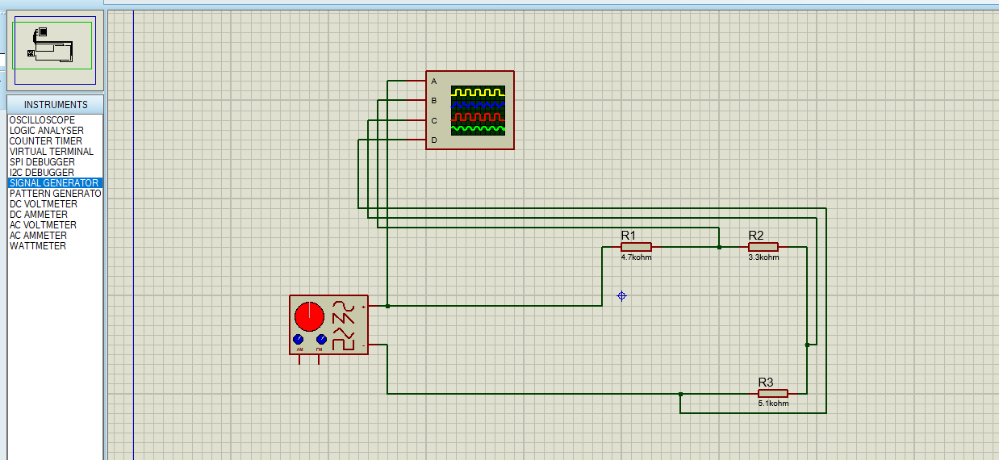 INSTRUMENTS
OSCILLOSCOPE
LOGIC ANALYSER
COUNTER TIMER
VIRTUAL TERMINAL
SPI DEBUGGER
I2C DEBUGGER
SIGNAL GENERATOR
PATTERN GENERATO
DC VOLTMETER
DC AMMETER
AC VOLTMETER
AC AMMETER
WATTMETER
A
B
C
D
R1
4.7kohm
R2
3.3kohm
+
-
AM FM
R3
5.1kohm